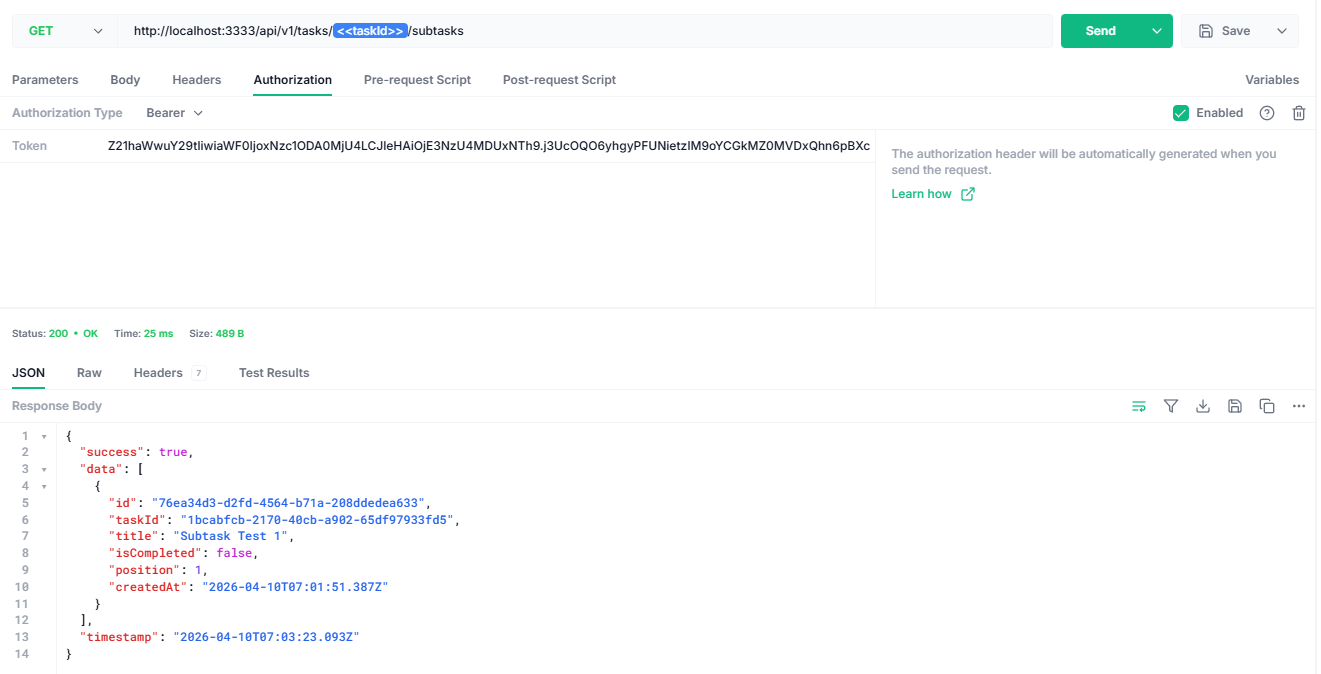 GET http://localhost:3333/api/v1/tasks/<<taskId>>/subtasks Send Save
Parameters Body Headers Authorization Pre-request Script Post-request Script Variables
Authorization Type Bearer Enabled
Token Z21haWwuY29tIiwiaWF0IjoxNzc1ODA0MjU4LCJleHAiOjE3NzU4MDUxNTh9.j3UcOQO6yhgyPFUNietzIM9oYCGkMZ0MVDxQhn6pBXc
The authorization header will be automatically generated when you
send the request.
Learn how
Status: 200 • OK Time: 25 ms Size: 489 B
JSON Raw Headers 7 Test Results
Response Body
1 {
2 "success": true,
3 "data": [
4 {
5 "id": "76ea34d3-d2fd-4564-b71a-208ddedea633",
6 "taskId": "1bcabfcb-2170-40cb-a902-65df97933fd5",
7 "title": "Subtask Test 1",
8 "isCompleted": false,
9 "position": 1,
10 "createdAt": "2026-04-10T07:01:51.387Z"
11 }
12 ],
13 "timestamp": "2026-04-10T07:03:23.093Z"
14 }